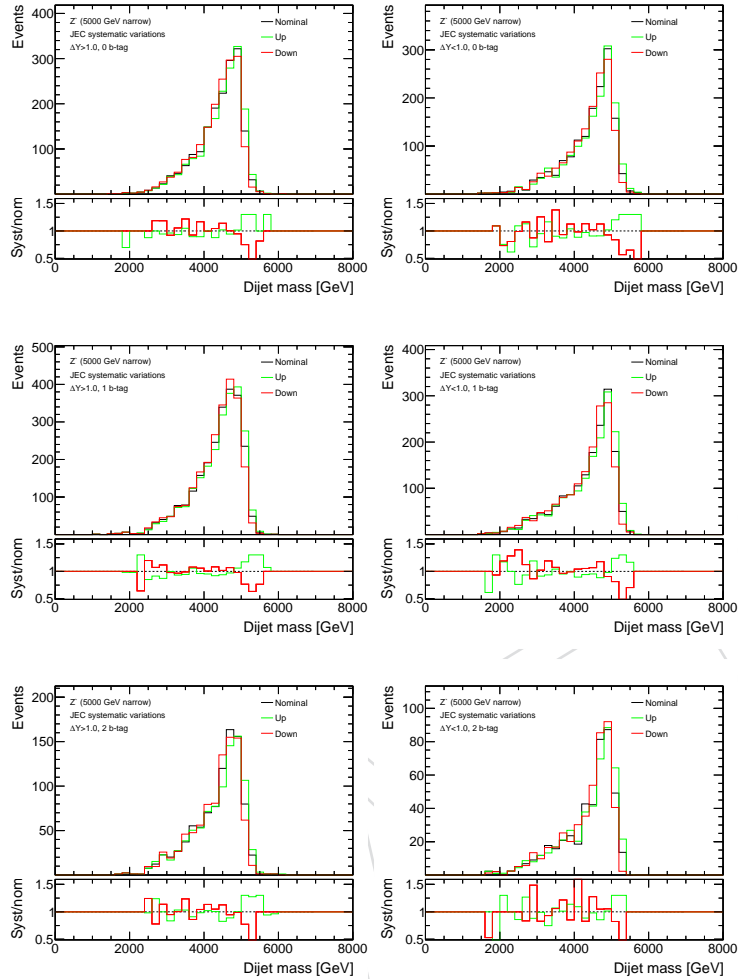 Events
400
300
200
100
Z' (5000 GeV narrow)
JEC systematic variations
ΔY>1.0, 0 b-tag
Nominal
Up
Down
Syst/nom
1.5
1
0.5
0 2000 4000 6000 8000
Dijet mass [GeV]
Events
400
300
200
100
Z' (5000 GeV narrow)
JEC systematic variations
ΔY<1.0, 0 b-tag
Nominal
Up
Down
Syst/nom
1.5
1
0.5
0 2000 4000 6000 8000
Dijet mass [GeV]
Events
500
400
300
200
100
Z' (5000 GeV narrow)
JEC systematic variations
ΔY>1.0, 1 b-tag
Nominal
Up
Down
Syst/nom
1.5
1
0.5
0 2000 4000 6000 8000
Dijet mass [GeV]
Events
400
300
200
100
Z' (5000 GeV narrow)
JEC systematic variations
ΔY<1.0, 1 b-tag
Nominal
Up
Down
Syst/nom
1.5
1
0.5
0 2000 4000 6000 8000
Dijet mass [GeV]
Events
200
150
100
50
Z' (5000 GeV narrow)
JEC systematic variations
ΔY>1.0, 2 b-tag
Nominal
Up
Down
Syst/nom
1.5
1
0.5
0 2000 4000 6000 8000
Dijet mass [GeV]
Events
100
80
60
40
20
Z' (5000 GeV narrow)
JEC systematic variations
ΔY<1.0, 2 b-tag
Nominal
Up
Down
Syst/nom
1.5
1
0.5
0 2000 4000 6000 8000
Dijet mass [GeV]